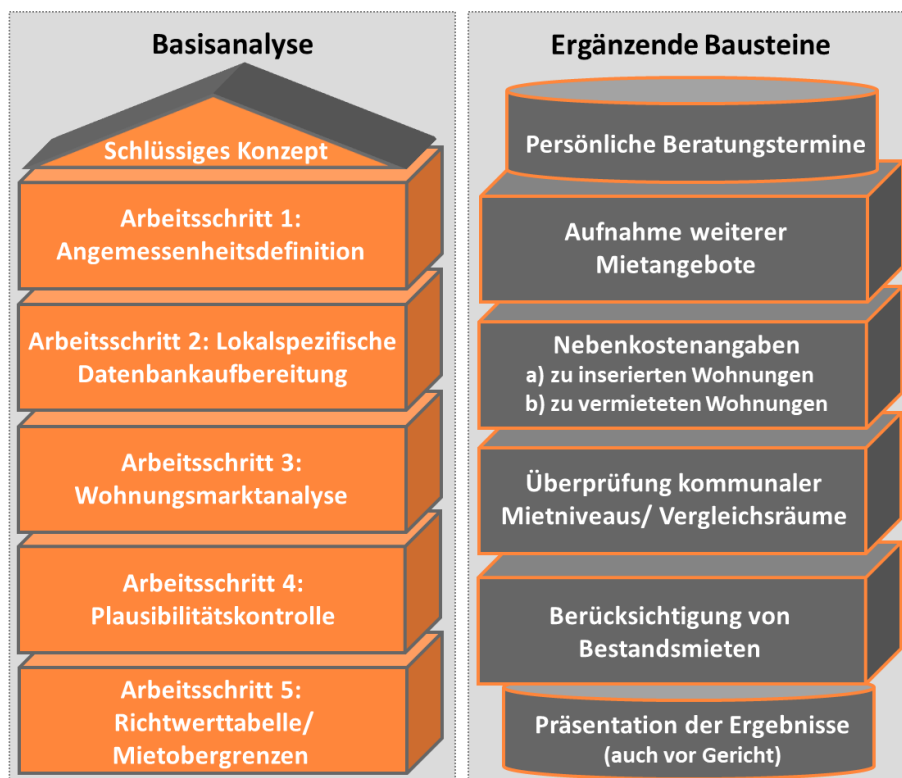 Basisanalyse
Schlüssiges Konzept
Arbeitsschritt 1:
Angemessenheitsdefinition
Arbeitsschritt 2: Lokalspezifische
Datenbankaufbereitung
Arbeitsschritt 3:
Wohnungsmarktanalyse
Arbeitsschritt 4:
Plausibilitätskontrolle
Arbeitsschritt 5:
Richtwerttabelle/
Mietobergrenzen
Ergänzende Bausteine
Persönliche Beratungstermine
Aufnahme weiterer
Mietangebote
Nebenkostenangaben
a) zu inserierten Wohnungen
b) zu vermieteten Wohnungen
Überprüfung kommunaler
Mietniveaus/ Vergleichsräume
Berücksichtigung von
Bestandsmieten
Präsentation der Ergebnisse
(auch vor Gericht)